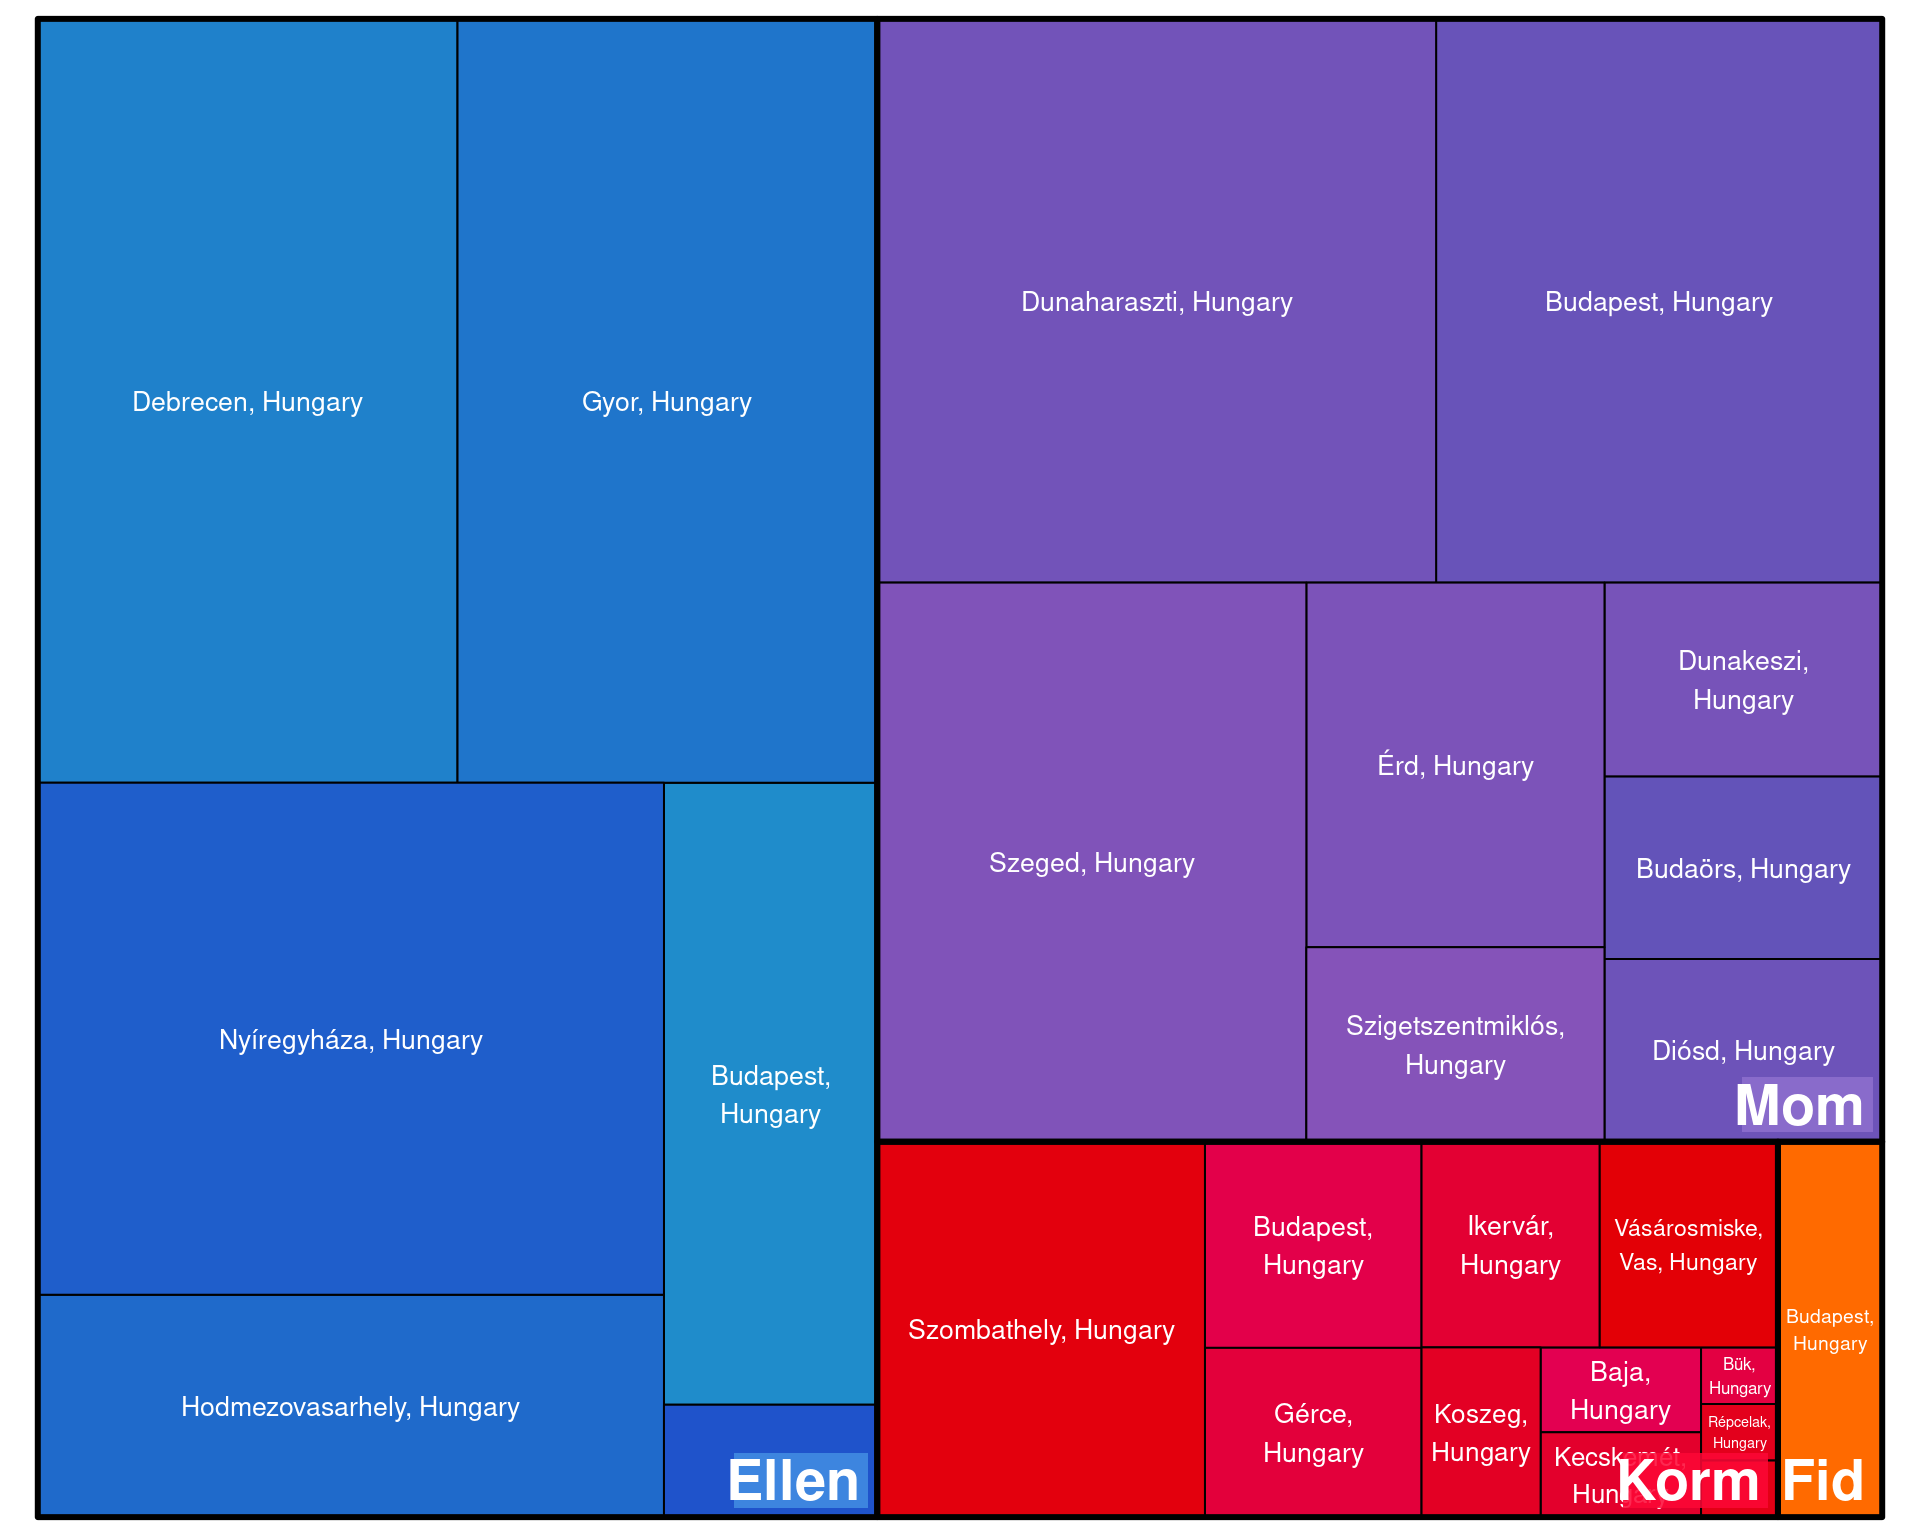 Debrecen, Hungary
Gyor, Hungary
Nyíregyháza, Hungary
Budapest,
Hungary
Hodmezovasarhely, Hungary
Ellen
Dunaharaszti, Hungary
Budapest, Hungary
Szeged, Hungary
Érd, Hungary
Dunakeszi,
Hungary
Budaörs, Hungary
Szigetszentmiklós,
Hungary
Diósd, Hungary
Mom
Szombathely, Hungary
Budapest,
Hungary
Ikervár,
Hungary
Vásárosmiske,
Vas, Hungary
Gérce,
Hungary
Koszeg,
Hungary
Baja,
Hungary
Bük,
Hungary
Répcelak,
Hungary
Kecskemét,
Hungary
Korm
Budapest,
Hungary
Fid